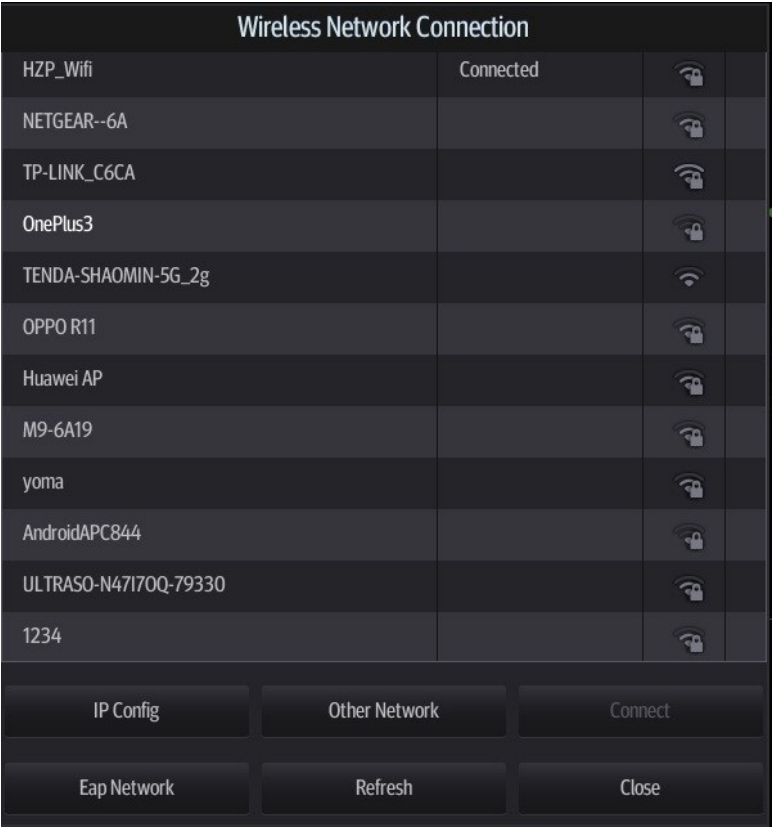 Wireless Network Connection
HZP_Wifi Connected
NETGEAR--6A
TP-LINK_C6CA
OnePlus3
TENDA-SHAOMIN-5G_2g
OPPO R11
Huawei AP
M9-6A19
yoma
AndroidAPC844
ULTRASO-N47I70Q-79330
1234
IP Config Other Network Connect
Eap Network Refresh Close